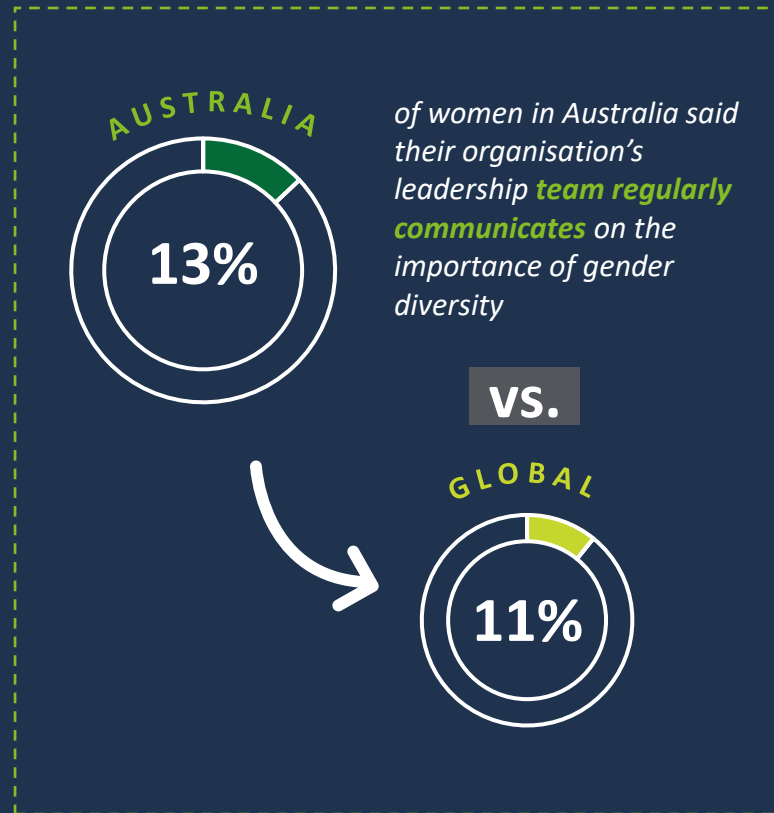 AUSTRALIA
13%
of women in Australia said
their organisation’s
leadership team regularly
communicates on the
importance of gender
diversity
vs.
GLOBAL
11%